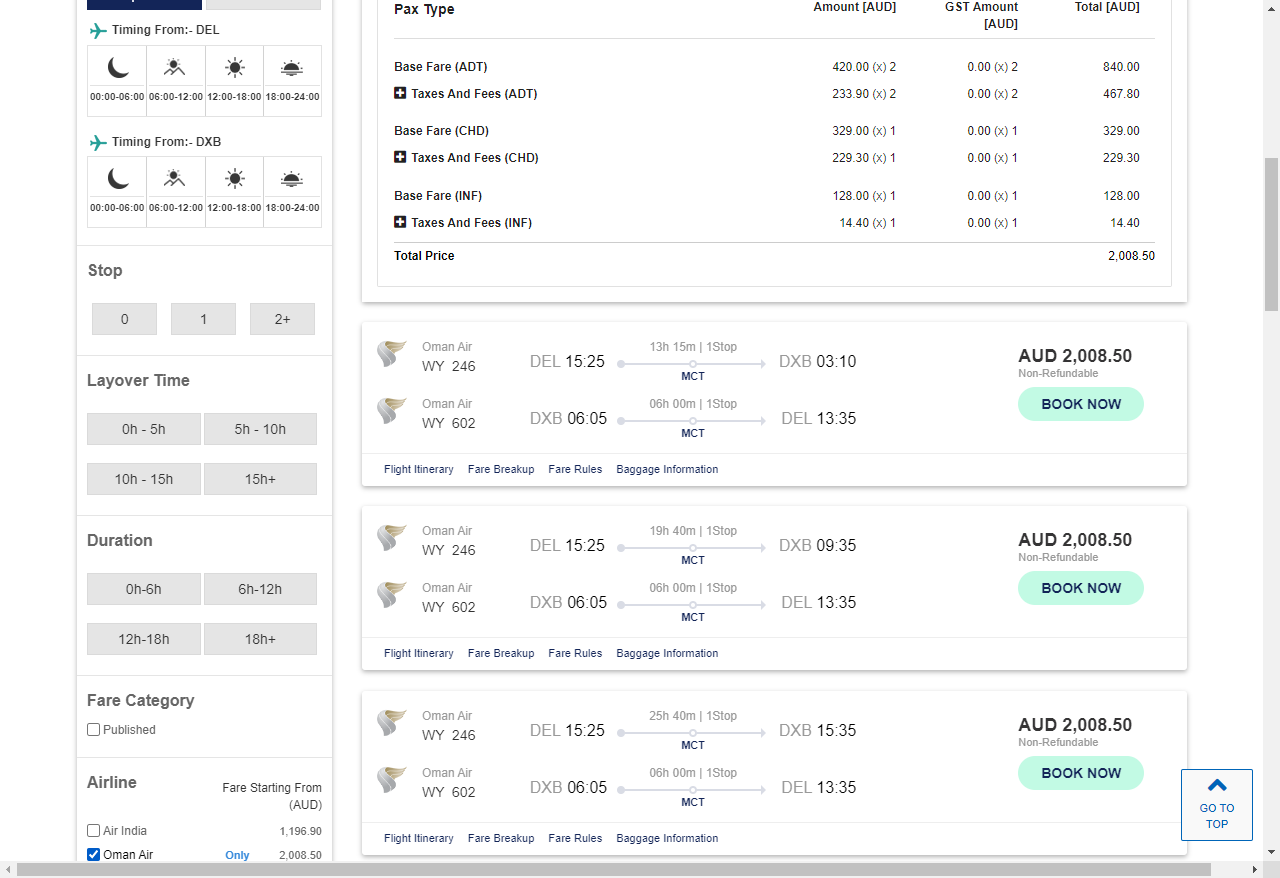 Timing From:- DEL
00:00-06:00 06:00-12:00 12:00-18:00 18:00-24:00
Timing From:- DXB
00:00-06:00 06:00-12:00 12:00-18:00 18:00-24:00
Stop
0 1 2+
Layover Time
0h - 5h 5h - 10h
10h - 15h 15h+
Duration
0h-6h 6h-12h
12h-18h 18h+
Fare Category
Published
Airline Fare Starting From
(AUD)
Air India 1,196.90
Oman Air Only 2,008.50
Pax Type Amount [AUD] GST Amount
[AUD] Total [AUD]
Base Fare (ADT) 420.00 (x) 2 0.00 (x) 2 840.00
Taxes And Fees (ADT) 233.90 (x) 2 0.00 (x) 2 467.80
Base Fare (CHD) 329.00 (x) 1 0.00 (x) 1 329.00
Taxes And Fees (CHD) 229.30 (x) 1 0.00 (x) 1 229.30
Base Fare (INF) 128.00 (x) 1 0.00 (x) 1 128.00
Taxes And Fees (INF) 14.40 (x) 1 0.00 (x) 1 14.40
Total Price 2,008.50
Oman Air 13h 15m | 1Stop
WY 246 DEL 15:25 DXB 03:10 AUD 2,008.50
MCT Non-Refundable
Oman Air 06h 00m | 1Stop BOOK NOW
WY 602 DXB 06:05 DEL 13:35
MCT
Flight Itinerary Fare Breakup Fare Rules Baggage Information
Oman Air 19h 40m | 1Stop
WY 246 DEL 15:25 DXB 09:35 AUD 2,008.50
MCT Non-Refundable
Oman Air 06h 00m | 1Stop BOOK NOW
WY 602 DXB 06:05 DEL 13:35
MCT
Flight Itinerary Fare Breakup Fare Rules Baggage Information
Oman Air 25h 40m | 1Stop
WY 246 DEL 15:25 DXB 15:35 AUD 2,008.50
MCT Non-Refundable
Oman Air 06h 00m | 1Stop BOOK NOW
WY 602 DXB 06:05 DEL 13:35
MCT
Flight Itinerary Fare Breakup Fare Rules Baggage Information
GO TO
TOP